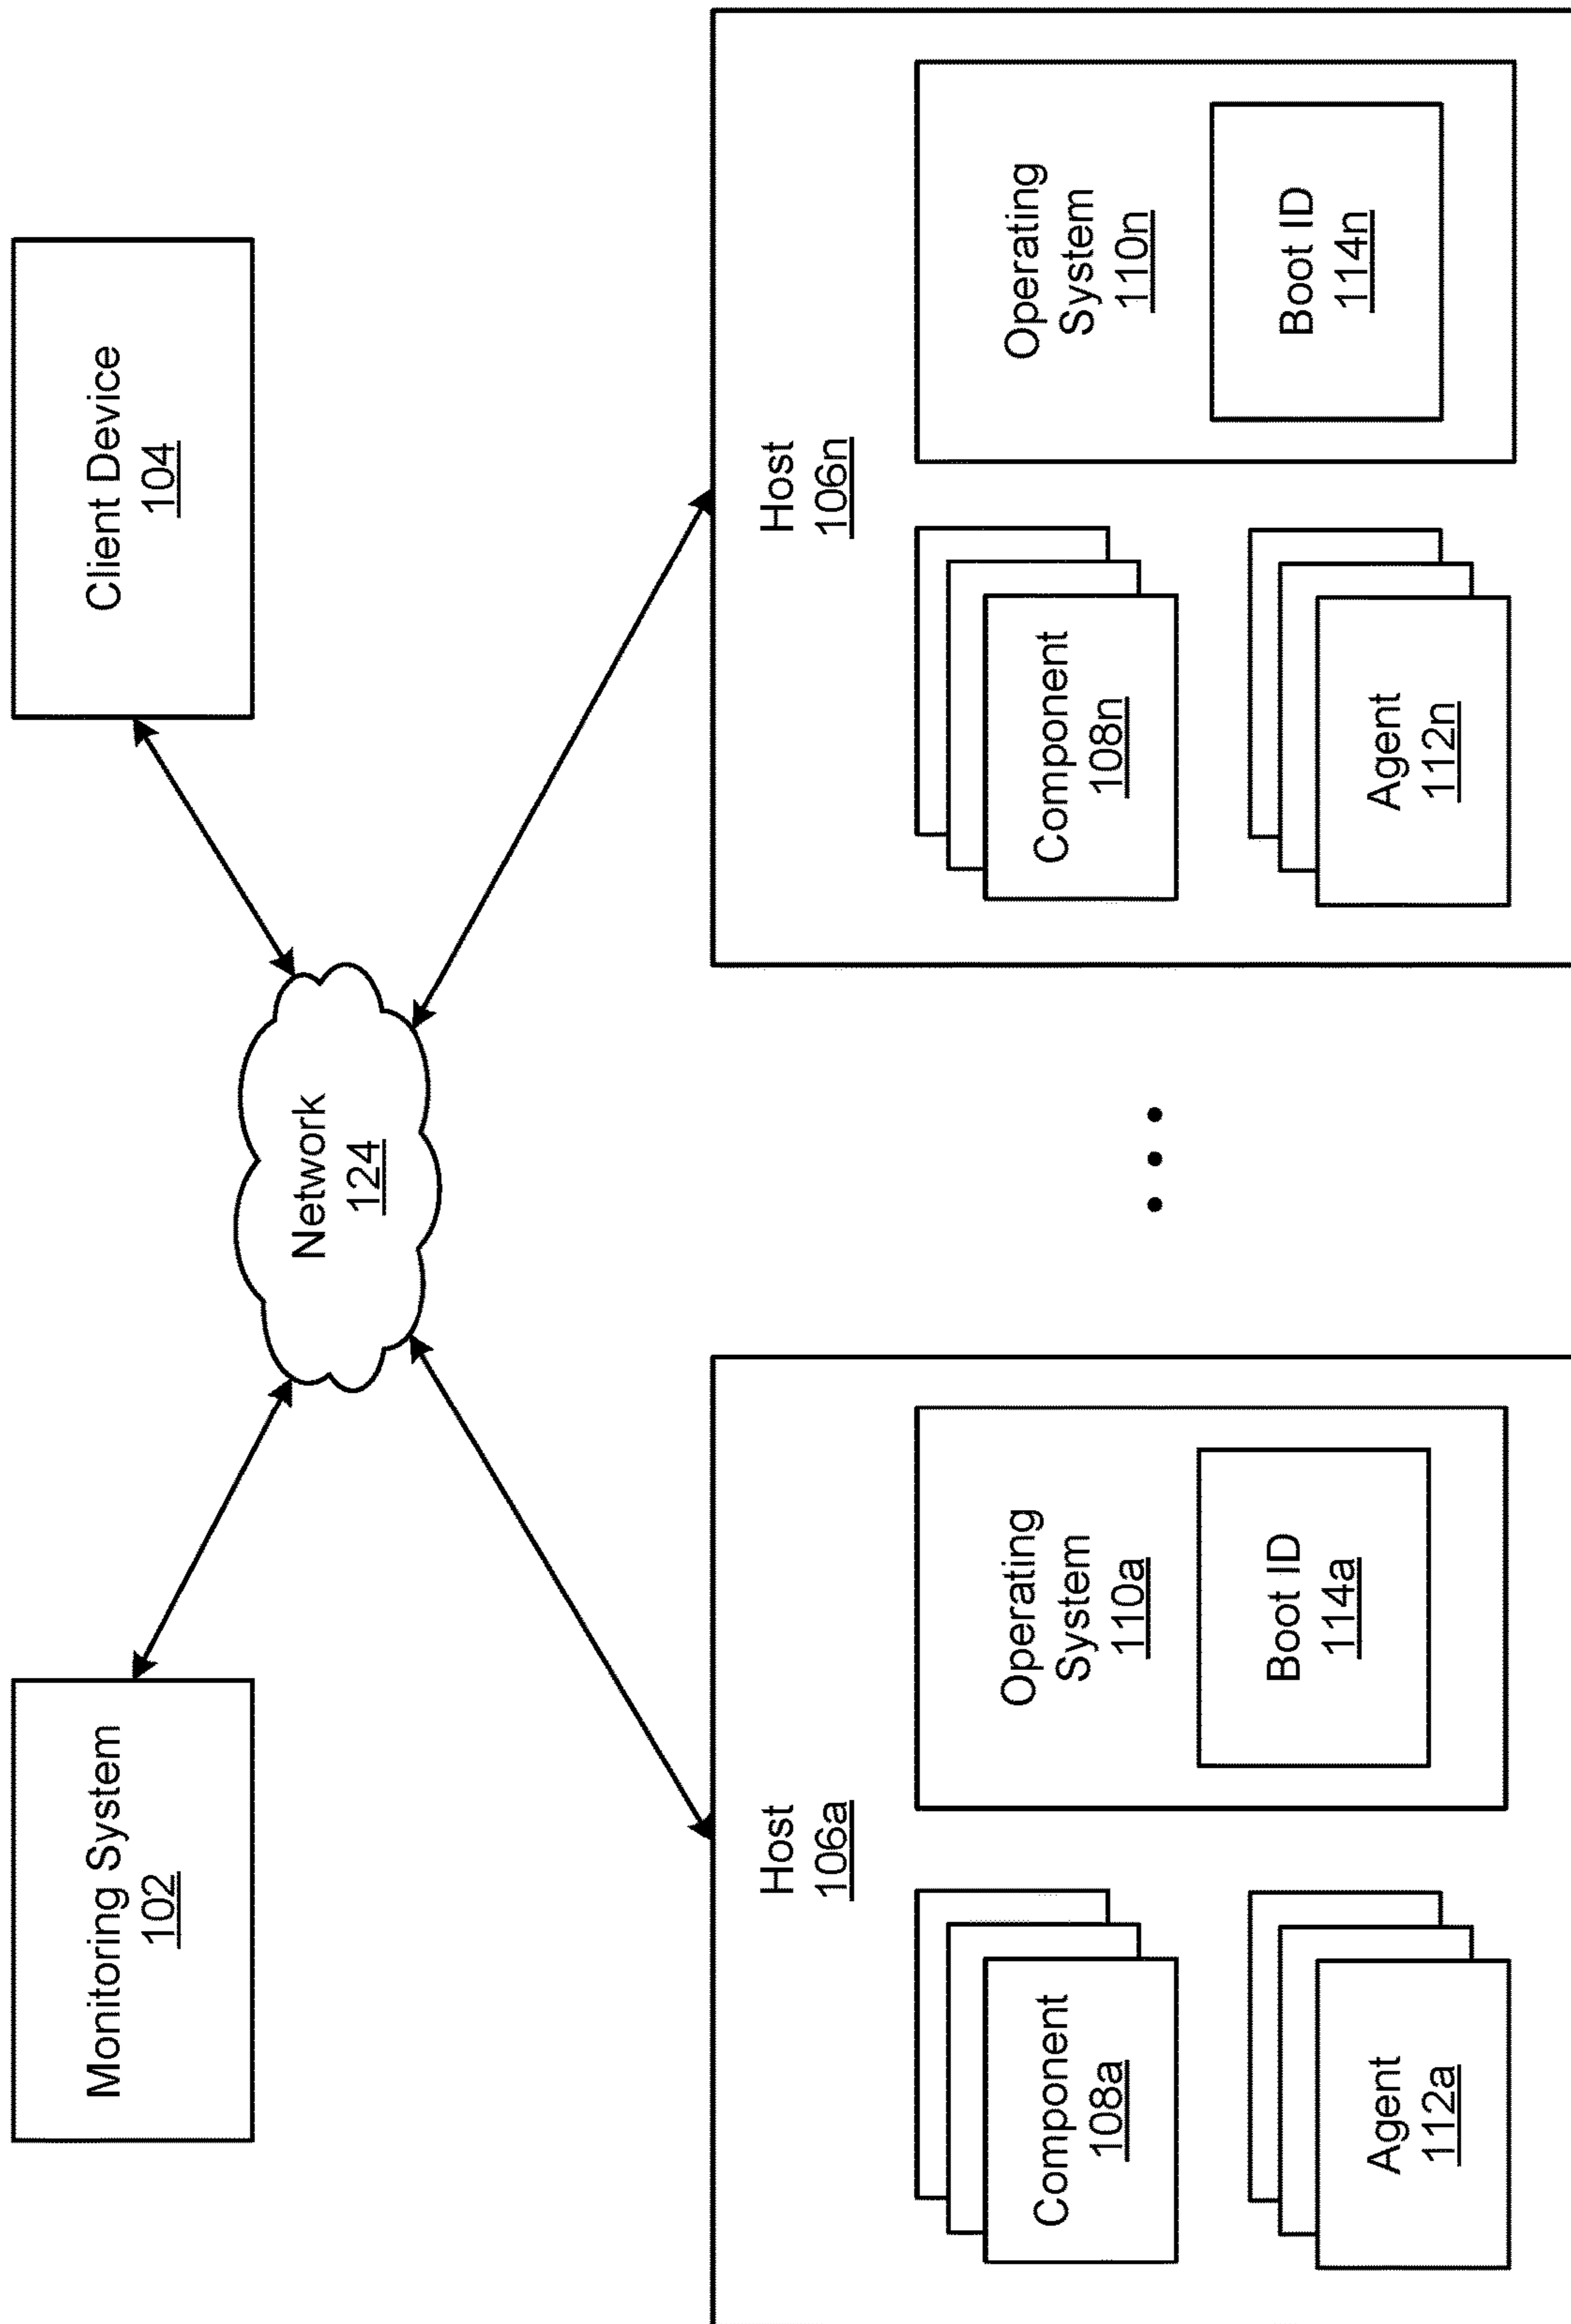 Monitoring System
102
Client Device
104
Network
124
Host
106a
Component
108a
Operating
System
110a
Agent
112a
Boot ID
114a
Host
106n
Component
108n
Operating
System
110n
Agent
112n
Boot ID
114n